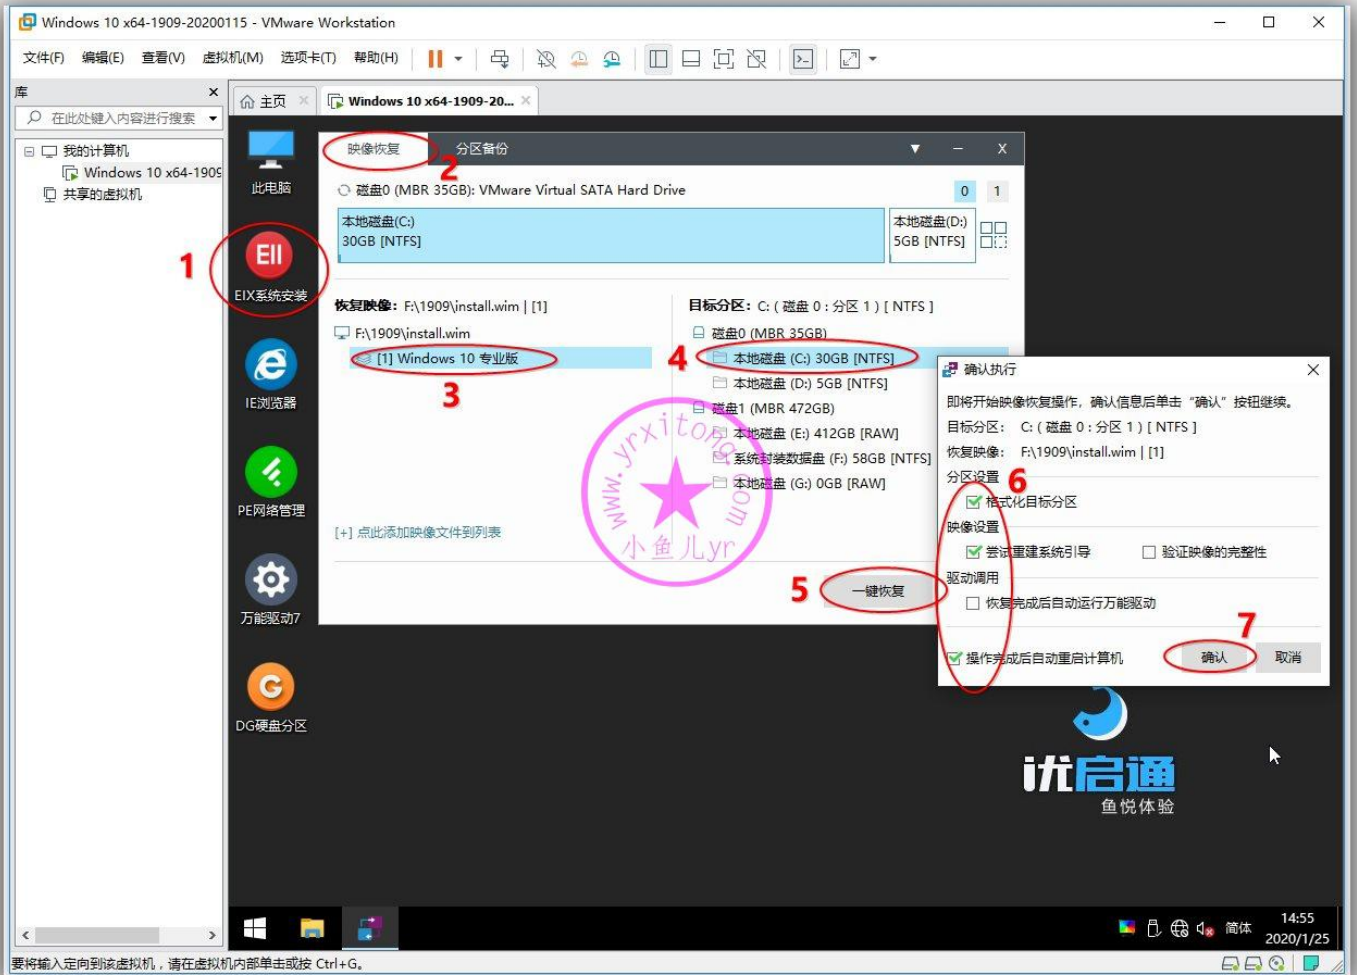 Windows 10 x64-1909-20200115 - VMware Workstation
文件(F) 编辑(E) 查看(V) 虚拟机(M) 选项卡(T) 帮助(H)
库
在此处键入内容进行搜索
我的计算机
Windows 10 x64-1909
共享的虚拟机
主页
Windows 10 x64-1909-20...
此电脑
1
EII
EIX系统安装
IE浏览器
PE网络管理
万能驱动7
G
DG硬盘分区
映像恢复
2
分区备份
磁盘0 (MBR 35GB): VMware Virtual SATA Hard Drive
0
1
本地磁盘(C:)
30GB [NTFS]
本地磁盘(D:)
5GB [NTFS]
恢复映像: F:\1909\install.wim | [1]
F:\1909\install.wim
[1] Windows 10 专业版
3
[+] 点此添加映像文件到列表
目标分区: C: ( 磁盘 0 : 分区 1 ) [ NTFS ]
磁盘0 (MBR 35GB)
4
本地磁盘 (C:) 30GB [NTFS]
本地磁盘 (D:) 5GB [NTFS]
磁盘1 (MBR 472GB)
本地磁盘 (E:) 412GB [RAW]
系统封装数据盘 (F:) 58GB [NTFS]
本地磁盘 (G:) 0GB [RAW]
www.yrxitong.com
小鱼儿yr
5
一键恢复
确认执行
即将开始映像恢复操作，确认信息后单击“确认”按钮继续。
目标分区: C: ( 磁盘 0 : 分区 1 ) [ NTFS ]
恢复映像: F:\1909\install.wim | [1]
分区设置
6
格式化目标分区
映像设置
尝试重建系统引导
验证映像的完整性
驱动调用
恢复完成后自动运行万能驱动
7
操作完成后自动重启计算机
确认
取消
优启通
鱼悦体验
简体
14:55
2020/1/25
要将输入定向到该虚拟机，请在虚拟机内部单击或按 Ctrl+G。